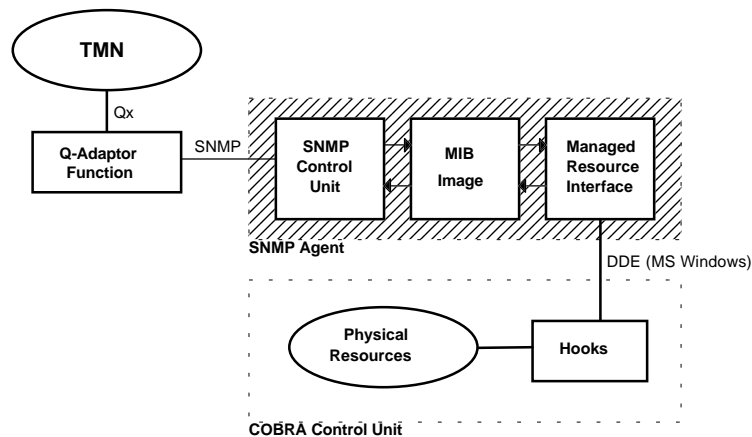 TMN
Qx
Q-Adaptor
Function
SNMP
SNMP
Control
Unit
MIB
Image
Managed
Resource
Interface
SNMP Agent
DDE (MS Windows)
Physical
Resources
Hooks
COBRA Control Unit